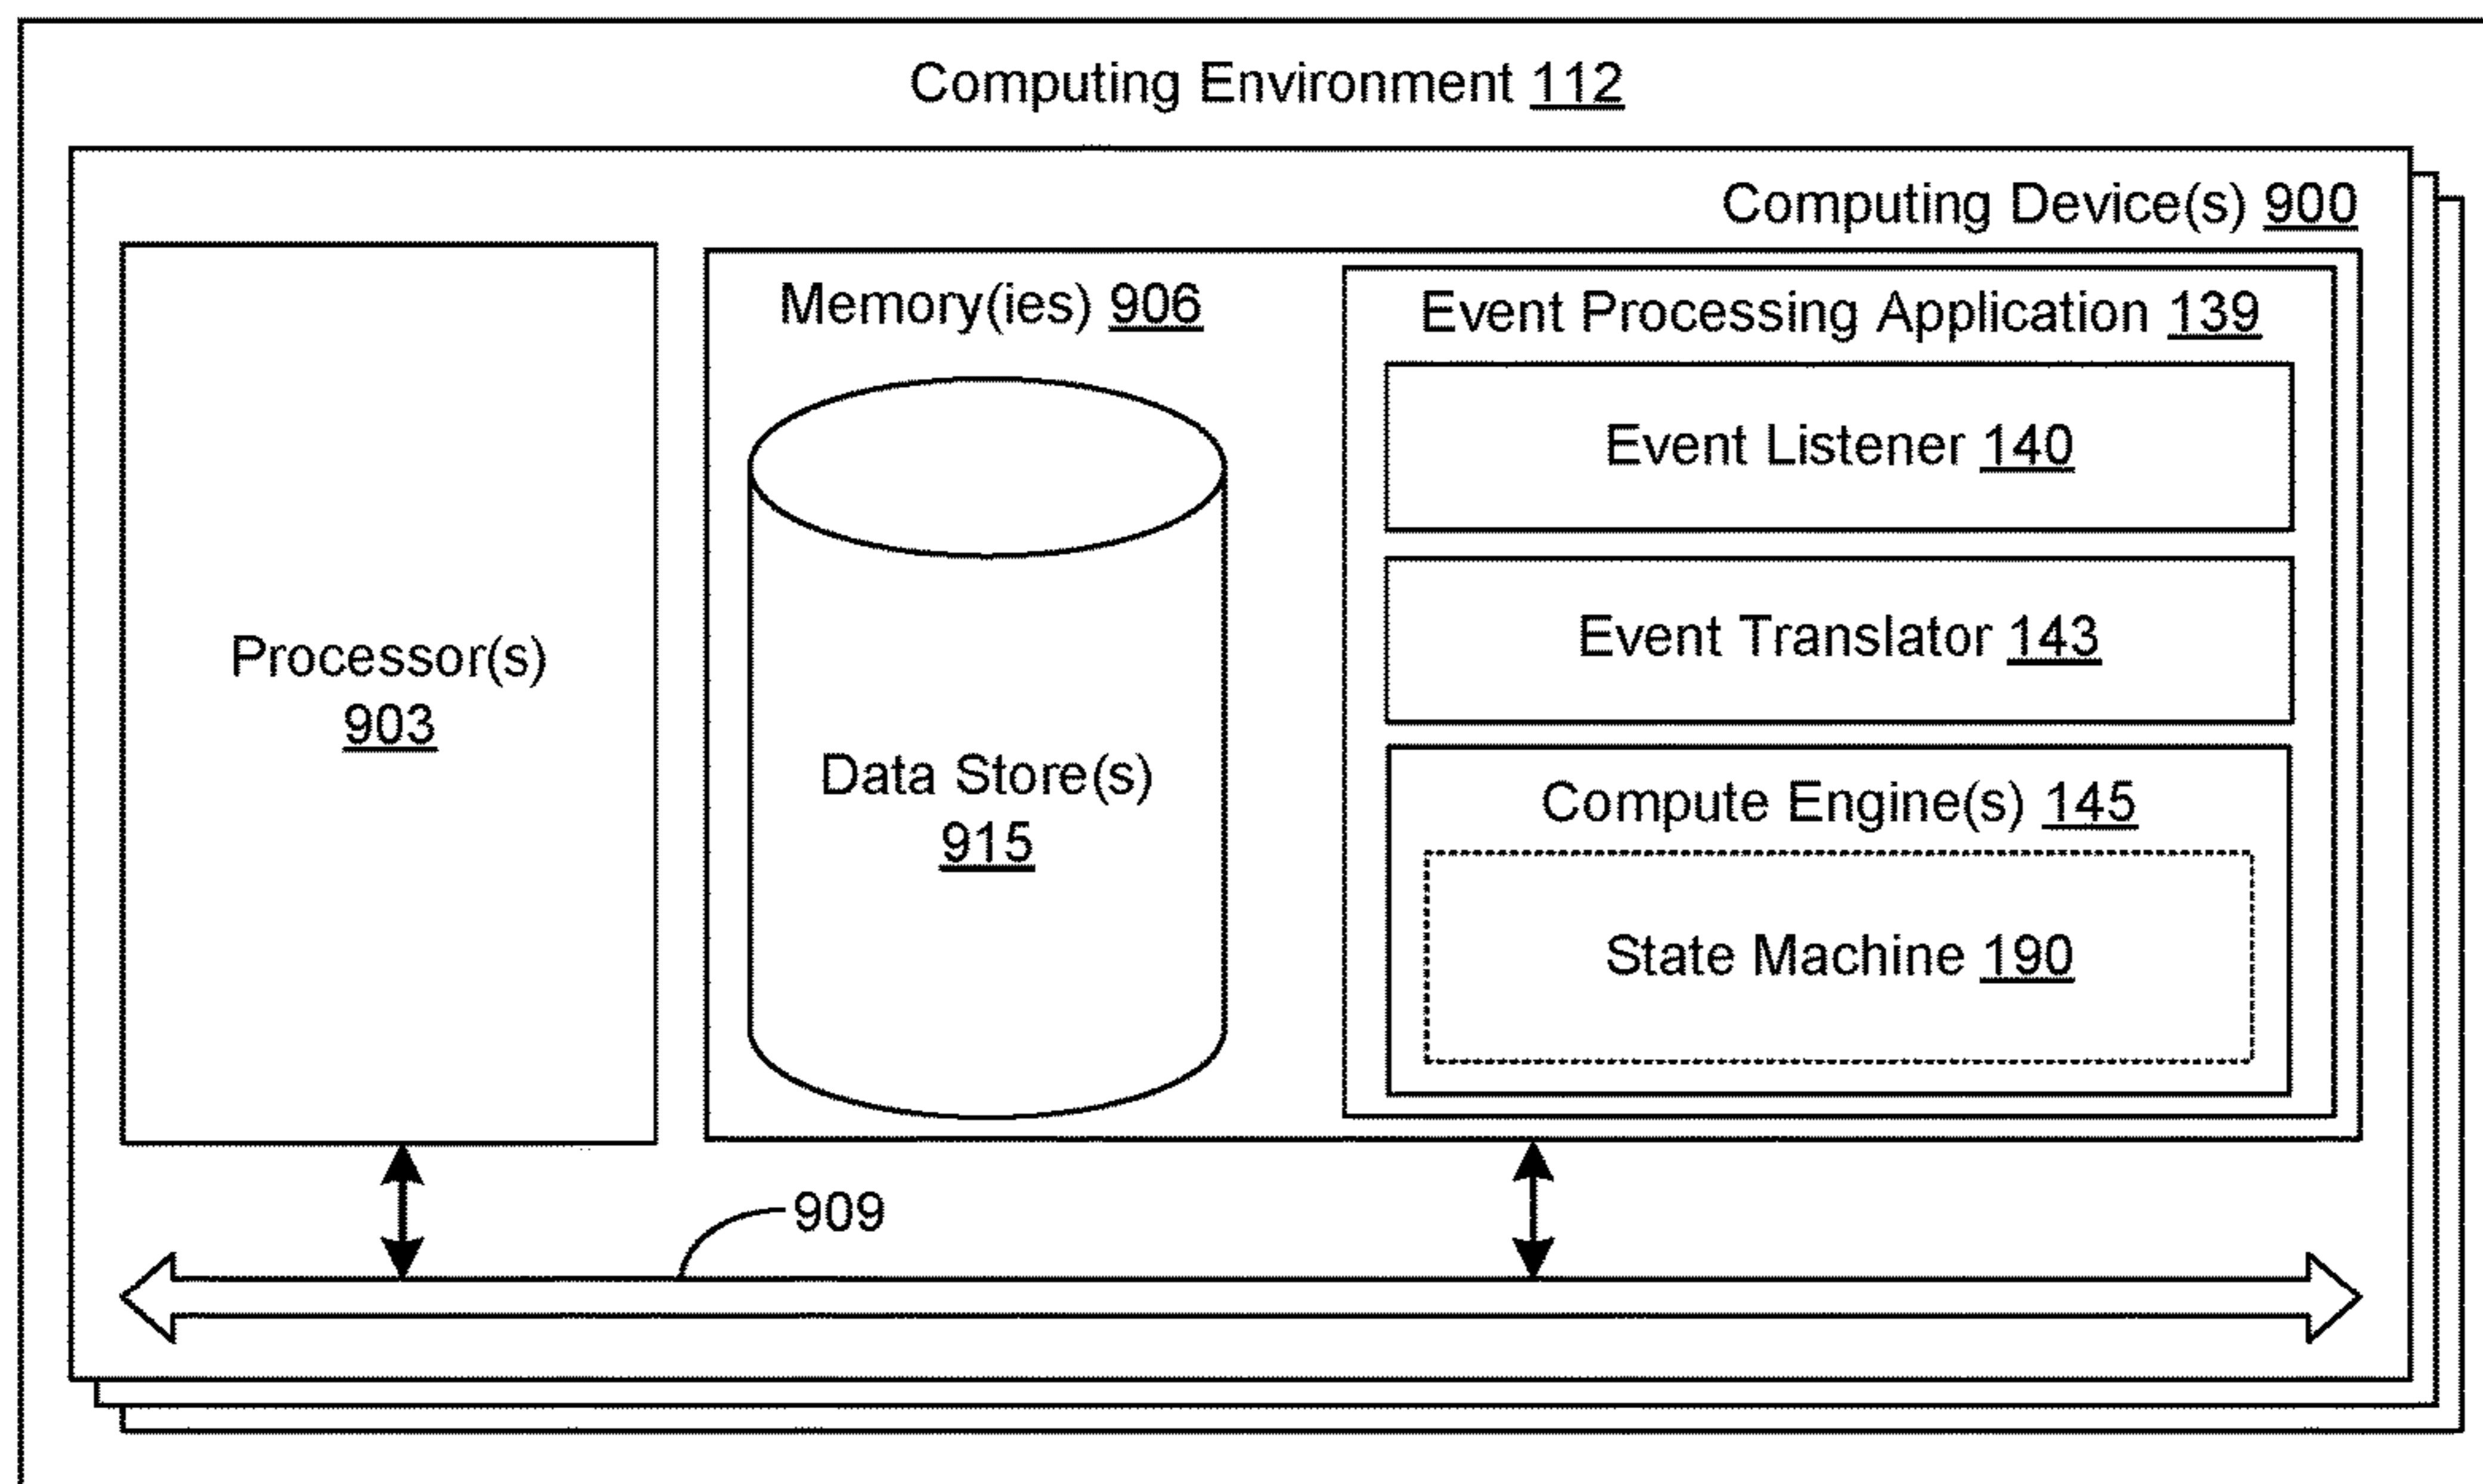 Computing Environment 112
Computing Device(s) 900
Processor(s)
903
Memory(ies) 906
Data Store(s)
915
Event Processing Application 139
Event Listener 140
Event Translator 143
Compute Engine(s) 145
State Machine 190
909